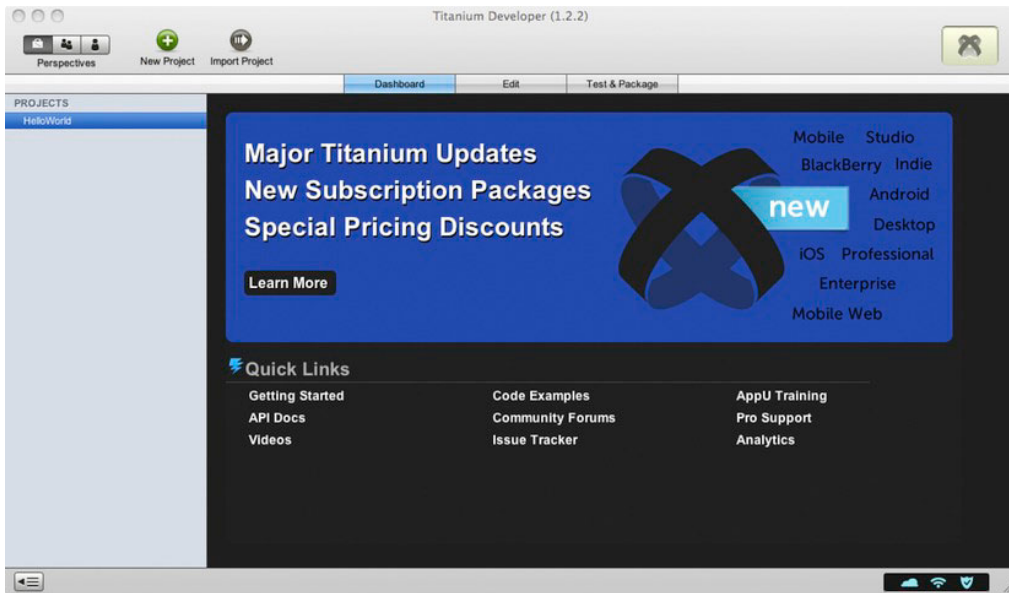 Titanium Developer (1.2.2)
Perspectives
New Project
Import Project
Dashboard
Edit
Test & Package
PROJECTS
HelloWorld
Major Titanium Updates
New Subscription Packages
Special Pricing Discounts
Learn More
new
Mobile Studio
BlackBerry Indie
Android
Desktop
iOS Professional
Enterprise
Mobile Web
Quick Links
Getting Started Code Examples AppU Training
API Docs Community Forums Pro Support
Videos Issue Tracker Analytics